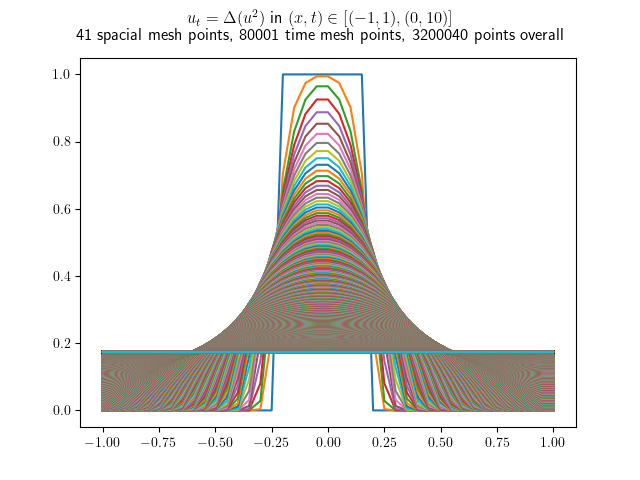 $u_t = \Delta(u^2)$ in $(x, t) \in [(-1, 1), (0, 10)]$
41 spacial mesh points, 80001 time mesh points, 3200040 points overall
1.0
0.8
0.6
0.4
0.2
0.0
−1.00 −0.75 −0.50 −0.25 0.00 0.25 0.50 0.75 1.00